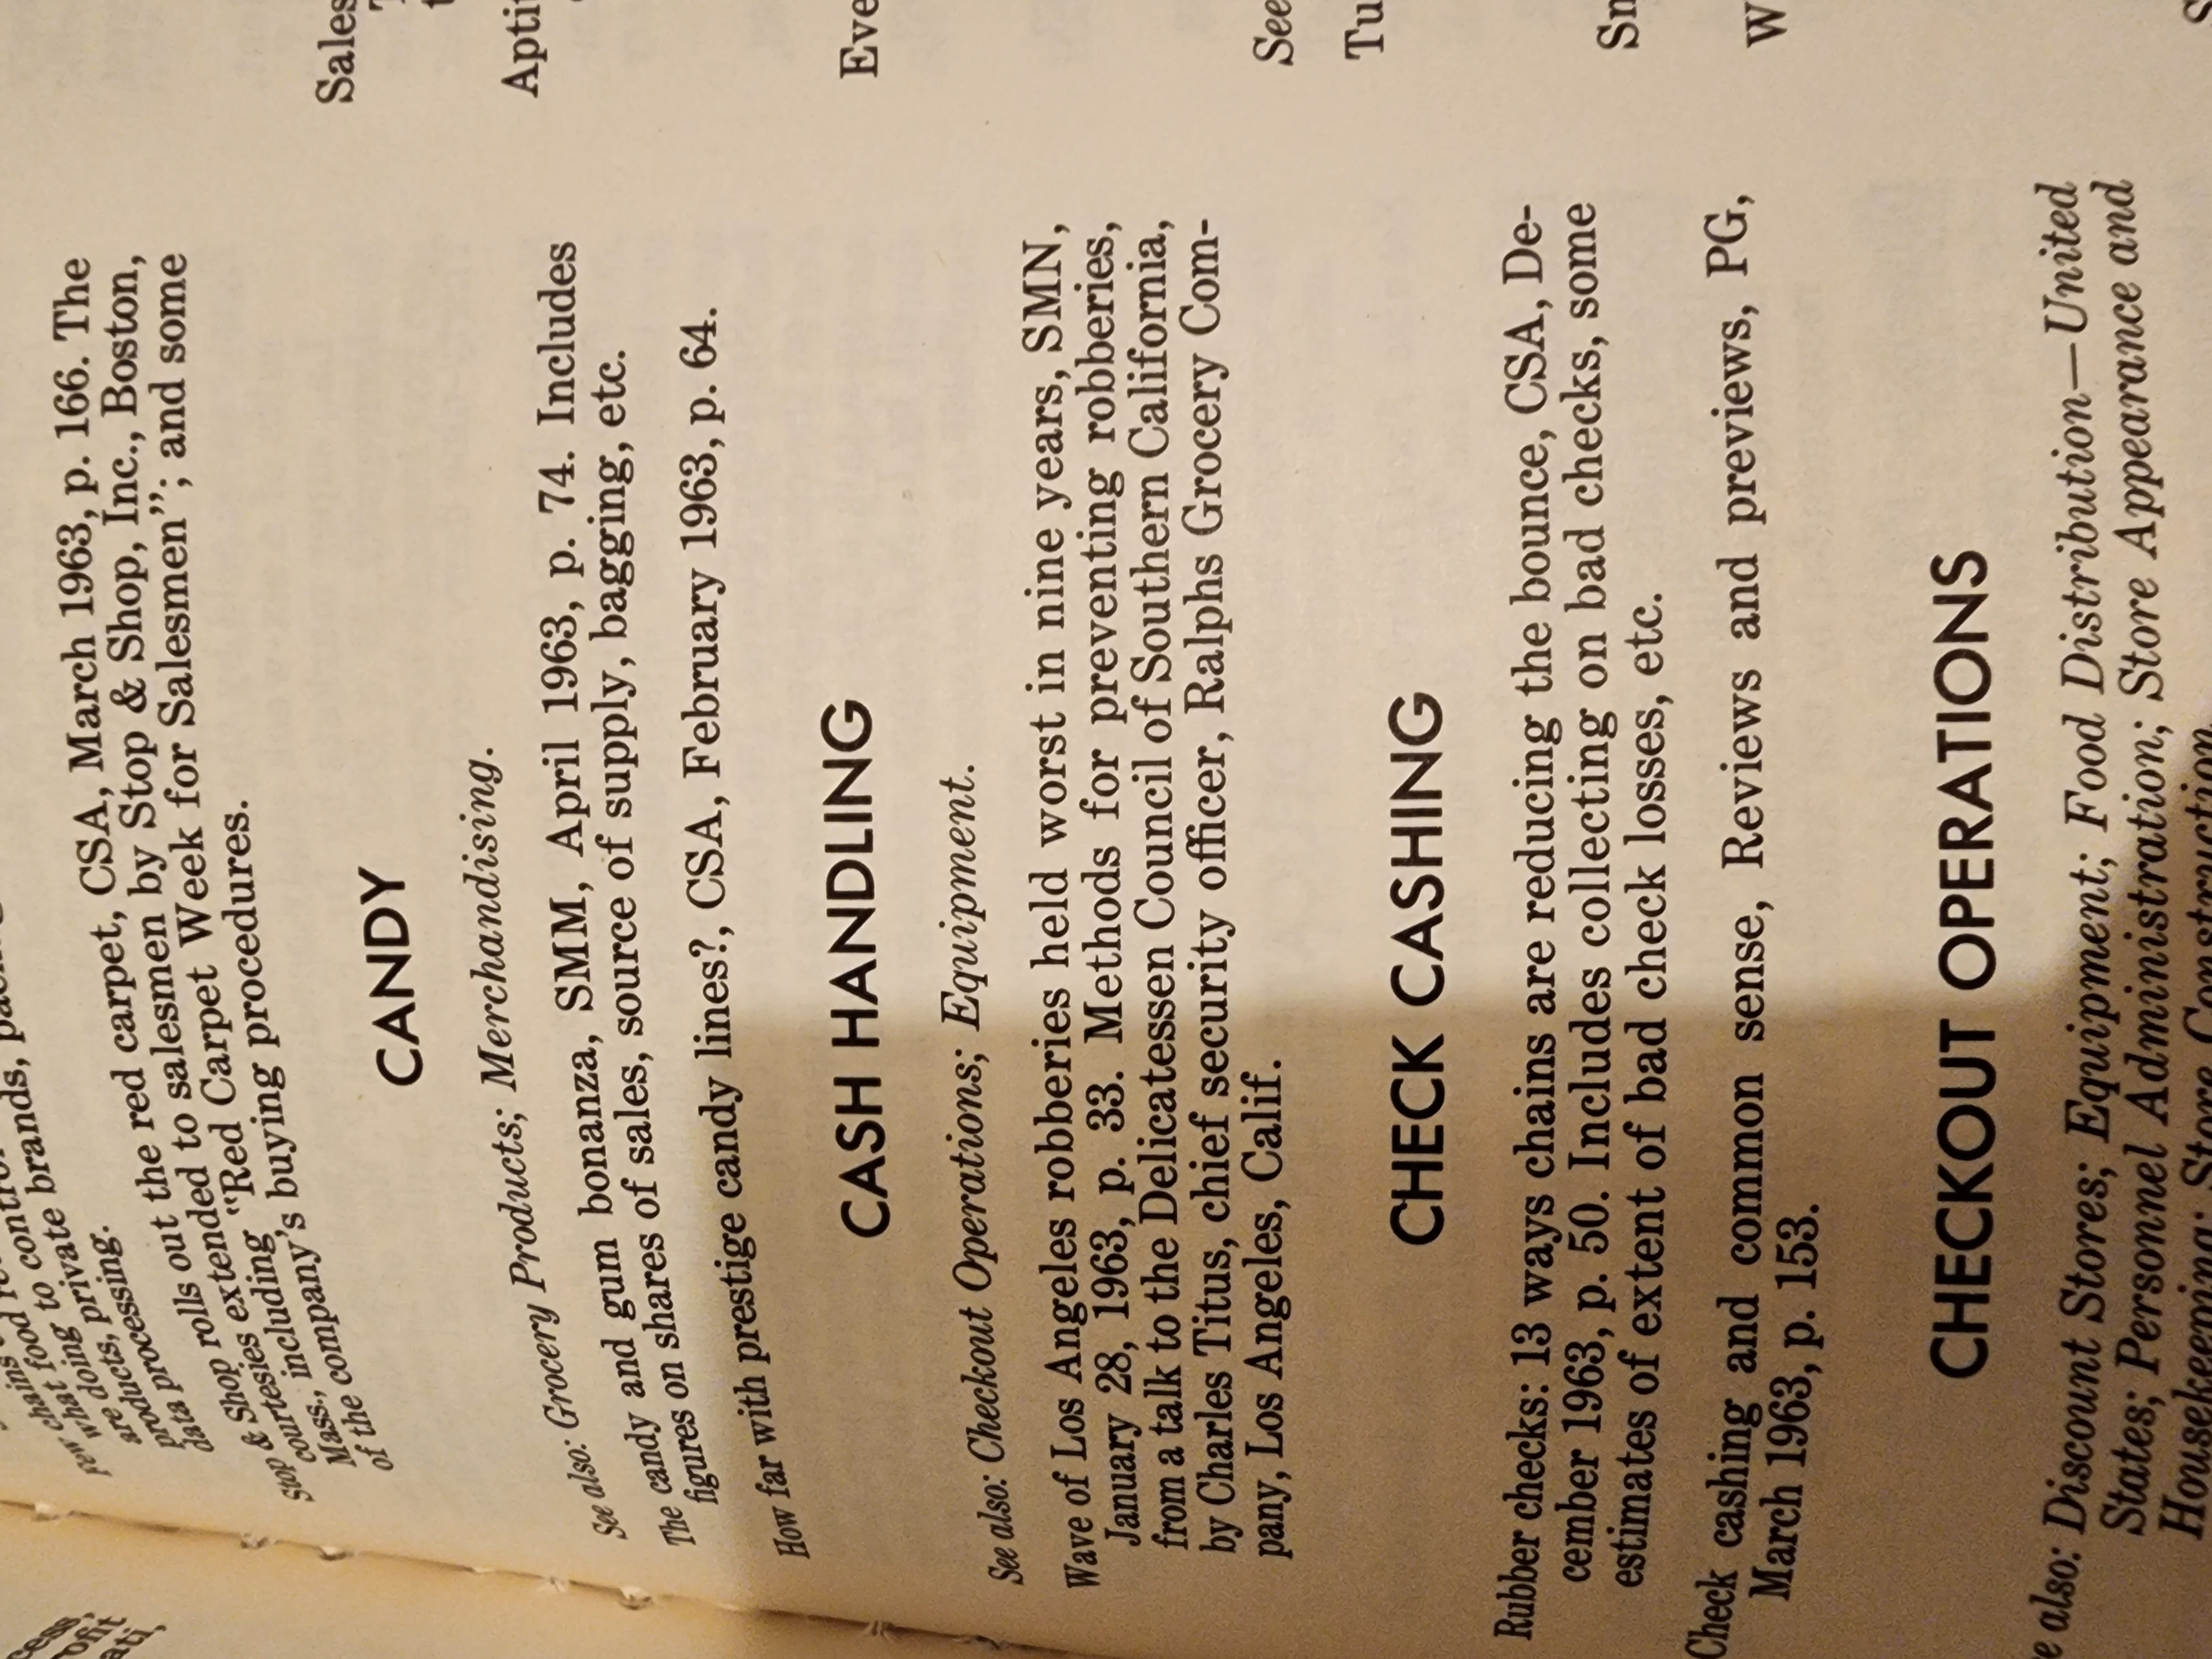 chain food to control
what to private brands,
are doing, pricing.
products, processing.
data processing
Shop rolls out the red carpet, CSA, March 1963, p. 166. The
& Shop extended to salesmen by Stop & Shop, Inc., Boston,
courtesies extended "Red Carpet Week for Salesmen"; and some
Mass., including
of the company's buying procedures.
CANDY
See also: Grocery Products; Merchandising.
The candy and gum bonanza, SMM, April 1963, p. 74. Includes
figures on shares of sales, source of supply, bagging, etc.
How far with prestige candy lines?, CSA, February 1963, p. 64.
CASH HANDLING
See also: Checkout Operations; Equipment.
Wave of Los Angeles robberies held worst in nine years, SMN,
January 28, 1963, p. 33. Methods for preventing robberies,
from a talk to the Delicatessen Council of Southern California,
by Charles Titus, chief security officer, Ralphs Grocery Com-
pany, Los Angeles, Calif.
CHECK CASHING
Rubber checks: 13 ways chains are reducing the bounce, CSA, De-
cember 1963, p. 50. Includes collecting on bad checks, some
estimates of extent of bad check losses, etc.
Check cashing and common sense, Reviews and previews, PG,
March 1963, p. 153.
CHECKOUT OPERATIONS
also: Discount Stores; Equipment; Food Distribution—United
States; Personnel Administration; Store Appearance and
Housekeeping; Store Construction.
Sales
Apti
Eve
See
Tu
Sn
W